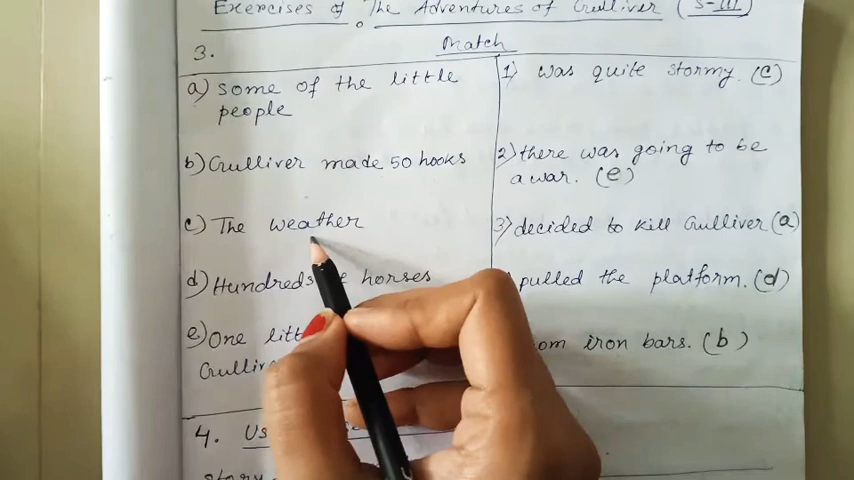 Exercises of The Adventures of Gulliver (S-III)
3. Match
a) some of the little
people
1) was quite stormy. (c)
b) Gulliver made 50 hooks
2) there was going to be
a war. (e)
c) The weather
3) decided to kill Gulliver (a)
d) Hundreds horses
pulled the platform. (d)
e) One
iron bars. (b)
4.